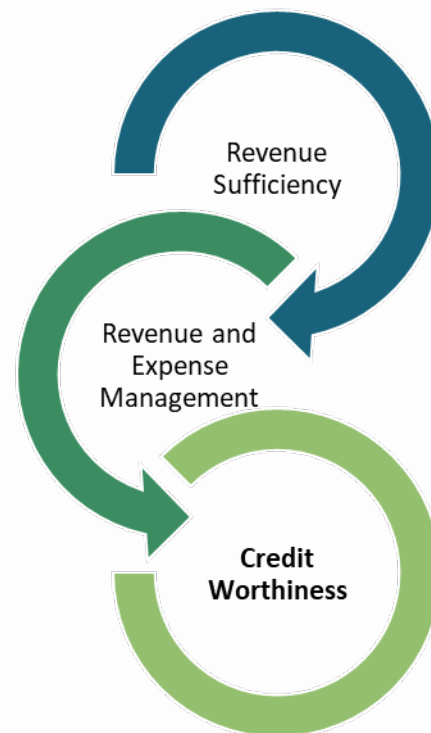 Revenue
Sufficiency
Revenue and
Expense
Management
Credit
Worthiness